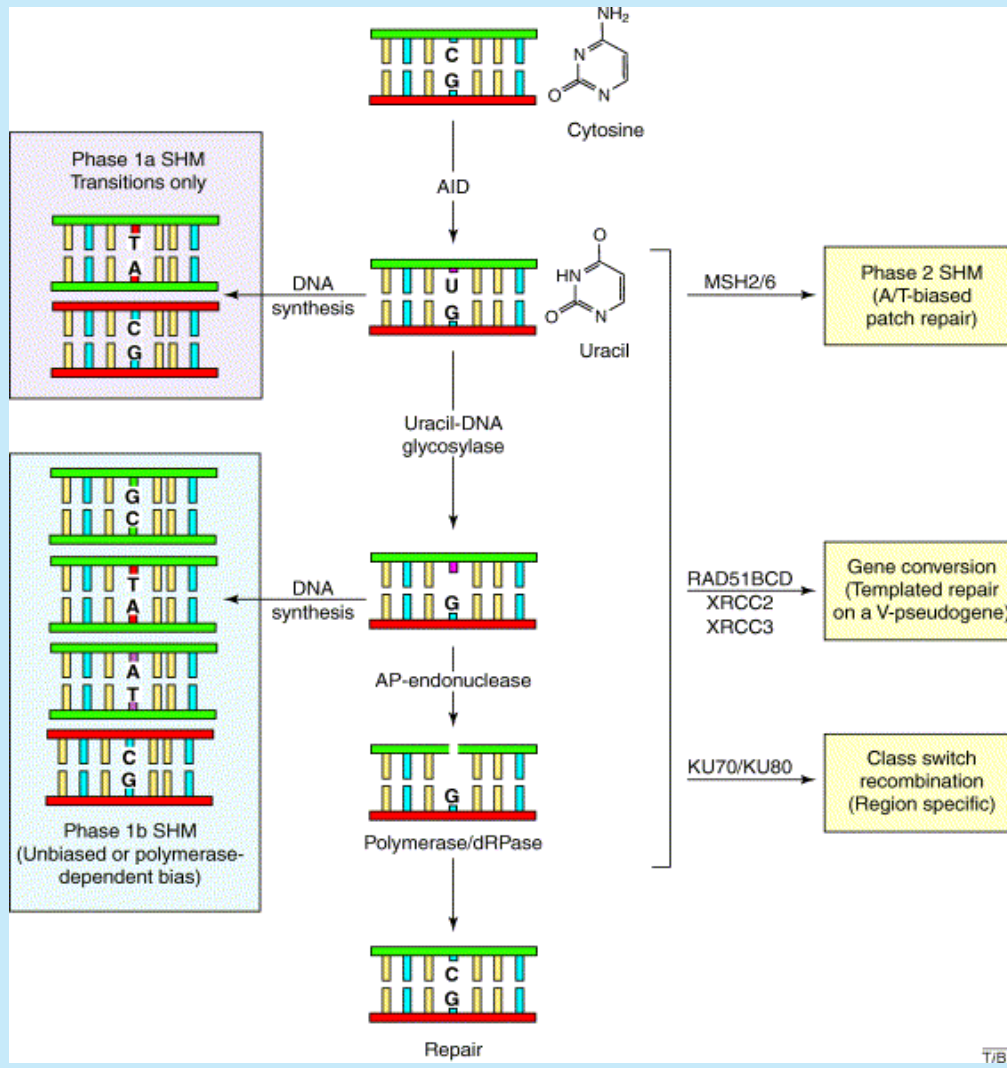 C
G
NH₂
N
O
N
Cytosine
AID
Phase 1a SHM
Transitions only
T
A
C
G
DNA
synthesis
U
G
O
HN
O
N
Uracil
MSH2/6
Phase 2 SHM
(A/T-biased
patch repair)
Uracil-DNA
glycosylase
G
C
T
A
A
T
C
G
Phase 1b SHM
(Unbiased or polymerase-
dependent bias)
DNA
synthesis
G
AP-endonuclease
G
Polymerase/dRPase
RAD51BCD
XRCC2
XRCC3
Gene conversion
(Templated repair
on a V-pseudogene)
KU70/KU80
Class switch
recombination
(Region specific)
C
G
Repair
T/B